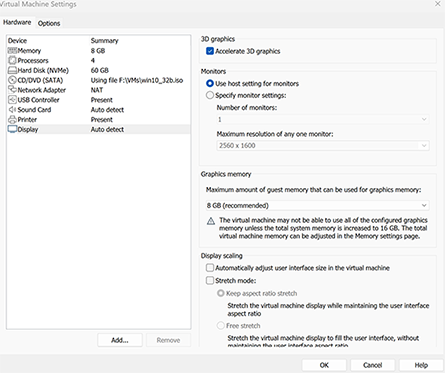 Virtual Machine Settings
Hardware Options
Device Summary
Memory 8 GB
Processors 4
Hard Disk (NVMe) 60 GB
CD/DVD (SATA) Using file F:\VMs\win10_32b.iso
Network Adapter NAT
USB Controller Present
Sound Card Auto detect
Printer Present
Display Auto detect
Add... Remove
3D graphics
Accelerate 3D graphics
Monitors
Use host setting for monitors
Specify monitor settings:
Number of monitors:
1
Maximum resolution of any one monitor:
2560 x 1600
Graphics memory
Maximum amount of guest memory that can be used for graphics memory:
8 GB (recommended)
The virtual machine may not be able to use all of the configured graphics
memory unless the total system memory is increased to 16 GB. The total
virtual machine memory can be adjusted in the Memory settings page.
Display scaling
Automatically adjust user interface size in the virtual machine
Stretch mode:
Keep aspect ratio stretch
Stretch the virtual machine display while maintaining the user interface
aspect ratio
Free stretch
Stretch the virtual machine display to fill the user interface, without
maintaining the user interface aspect ratio
OK Cancel Help